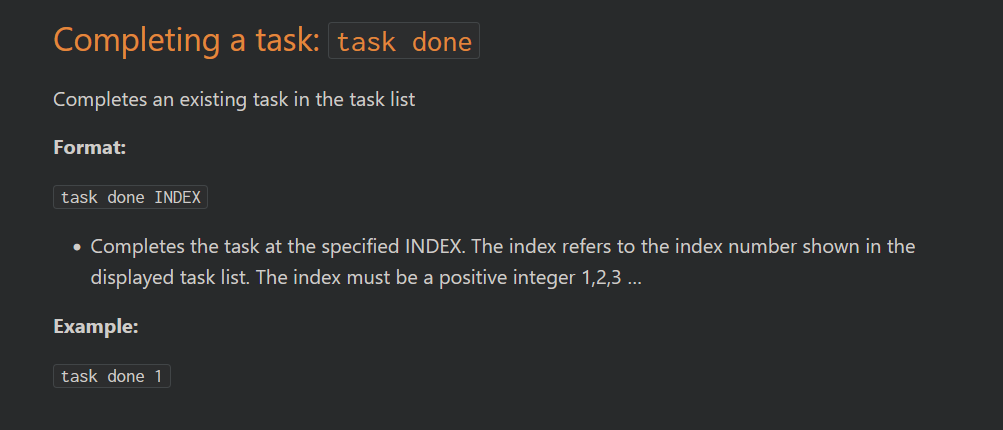 Completing a task: task done
Completes an existing task in the task list
Format:
task done INDEX
• Completes the task at the specified INDEX. The index refers to the index number shown in the
displayed task list. The index must be a positive integer 1,2,3 …
Example:
task done 1